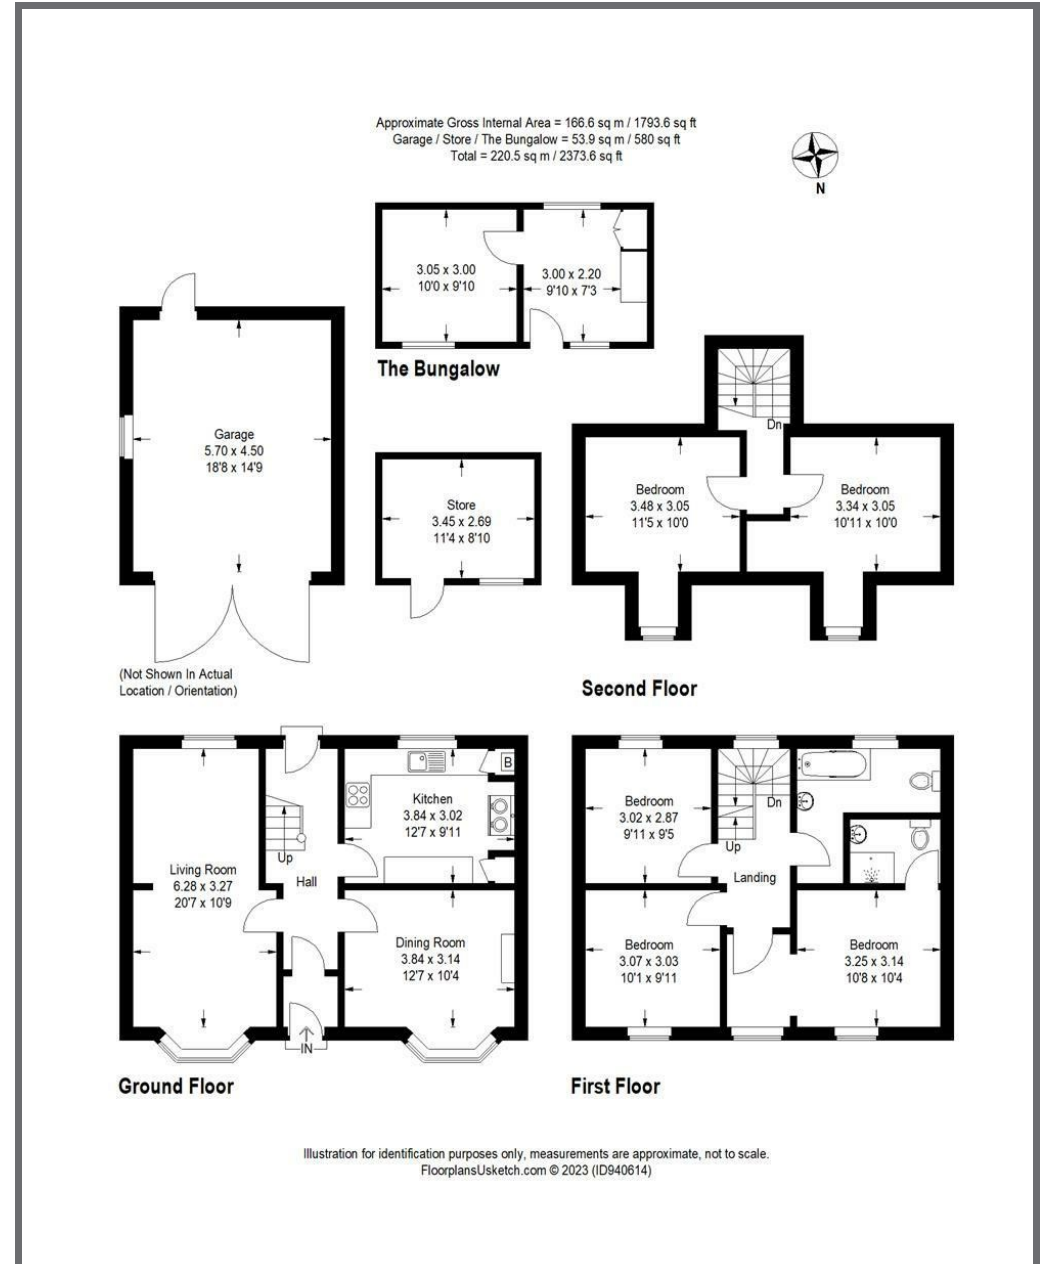 Approximate Gross Internal Area = 166.6 sq m / 1793.6 sq ft
Garage / Store / The Bungalow = 53.9 sq m / 580 sq ft
Total = 220.5 sq m / 2373.6 sq ft
N
3.05 x 3.00
10'0 x 9'10
3.00 x 2.20
9'10 x 7'3
The Bungalow
Garage
5.70 x 4.50
18'8 x 14'9
Store
3.45 x 2.69
11'4 x 8'10
Dn
Bedroom
3.48 x 3.05
11'5 x 10'0
Bedroom
3.34 x 3.05
10'11 x 10'0
(Not Shown In Actual
Location / Orientation)
Second Floor
B
Kitchen
3.84 x 3.02
12'7 x 9'11
Up
Living Room
6.28 x 3.27
20'7 x 10'9
Hall
Dining Room
3.84 x 3.14
12'7 x 10'4
IN
Ground Floor
Dn
Bedroom
3.02 x 2.87
9'11 x 9'5
Up
Landing
Bedroom
3.07 x 3.03
10'1 x 9'11
Bedroom
3.25 x 3.14
10'8 x 10'4
First Floor
Illustration for identification purposes only, measurements are approximate, not to scale.
FloorplansUsketch.com © 2023 (ID940614)